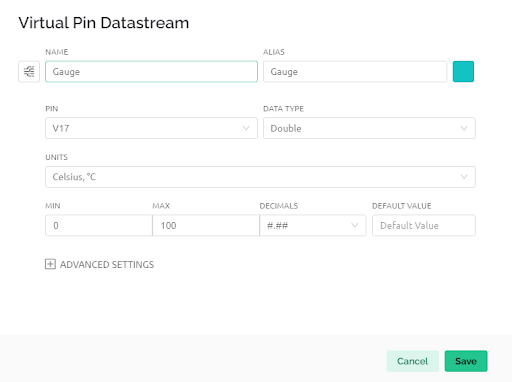 Virtual Pin Datastream
NAME ALIAS
Gauge Gauge
PIN DATA TYPE
V17 Double
UNITS
Celsius, °C
MIN MAX DECIMALS DEFAULT VALUE
0 100 #.## Default Value
ADVANCED SETTINGS
Cancel Save